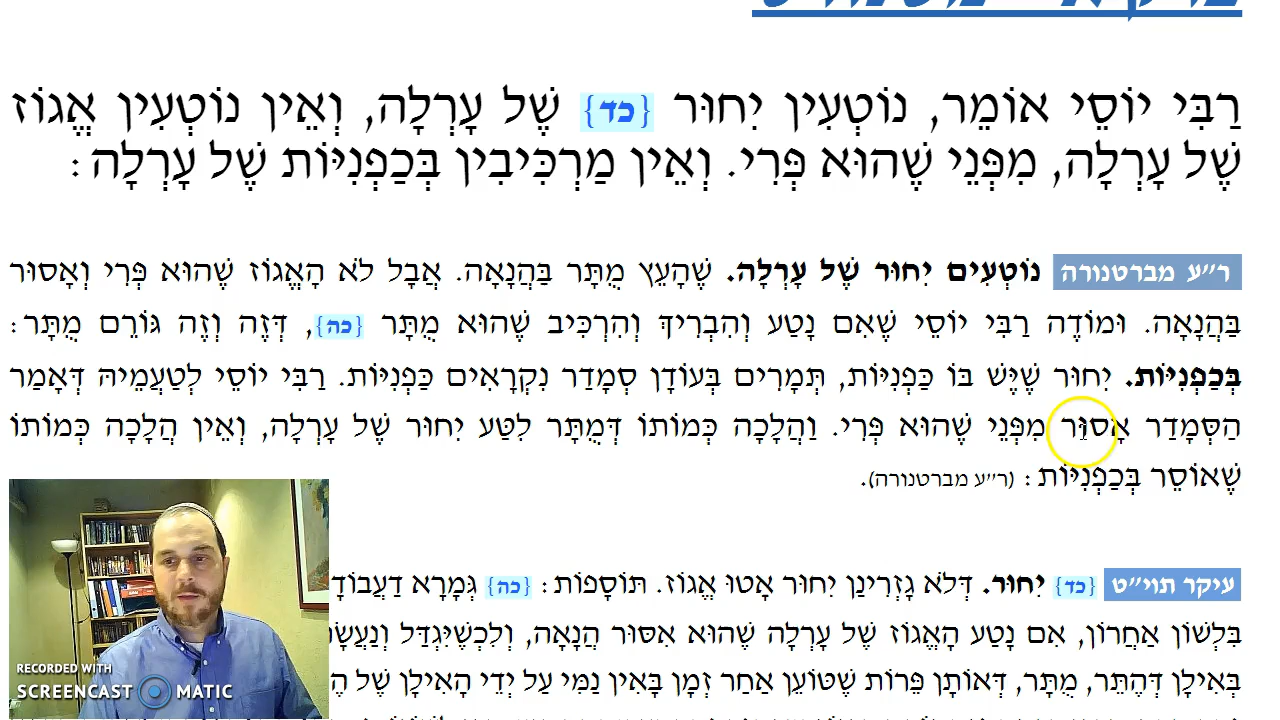 רַבִּי יוֹסֵי אוֹמֵר, נוֹטְעִין יִחוּר {כד} שֶׁל עָרְלָה, וְאֵין נוֹטְעִין אֱגוֹז
שֶׁל עָרְלָה, מִפְּנֵי שֶׁהוּא פְּרִי. וְאֵין מַרְכִּיבִין בְּכַפְנִיּוֹת שֶׁל עָרְלָה:
ר״ע מברטנורה נוֹטְעִים יִחוּר שֶׁל עָרְלָה. שֶׁהָעֵץ מֻתָּר בַּהֲנָאָה. אֲבָל לֹא הָאֱגוֹז שֶׁהוּא פְּרִי וְאָסוּר
בַּהֲנָאָה. וּמוֹדֶה רַבִּי יוֹסֵי שֶׁאִם נָטַע וְהִבְרִיךְ וְהִרְכִּיב שֶׁהוּא מֻתָּר {כה}, דְּזֶה וְזֶה גּוֹרֵם מֻתָּר:
בְּכַפְנִיּוֹת. יִחוּר שֶׁיֶּשׁ בּוֹ כַּפְנִיּוֹת, תְּמָרִים בְּעוֹדָן סְמָדַר נִקְרָאִים כַּפְנִיּוֹת. רַבִּי יוֹסֵי לְטַעֲמֵיהּ דְּאָמַר
הַסְּמָדַר אָסוּר מִפְּנֵי שֶׁהוּא פְּרִי. וַהֲלָכָה כְּמוֹתוֹ דְּמֻתָּר לִטַּע יִחוּר שֶׁל עָרְלָה, וְאֵין הֲלָכָה כְּמוֹתוֹ
שֶׁאוֹסֵר בְּכַפְנִיּוֹת: (ר״ע מברטנורה).
עיקר תוי״ט {כד} יִחוּר. דְּלֹא גָזְרִינַן יִחוּר אַטוּ אֱגוֹז. תּוֹסָפוֹת: {כה} גְּמָרָא דַעֲבוֹדָ
בִּלְשׁוֹן אַחֲרוֹן, אִם נָטַע הָאֱגוֹז שֶׁל עָרְלָה שֶׁהוּא אִסּוּר הֲנָאָה, וְלִכְשֶׁיִּגְדַּל וְנַעֲשָׂ
בְּאִילָן דְּהֶתֵּר, מֻתָּר, דְּאוֹתָן פֵּרוֹת שֶׁטּוֹעֵן אַחַר זְמָן בָּאִין נַמִּי עַל יְדֵי הָאִילָן שֶׁל
RECORDED WITH
SCREENCAST MATIC